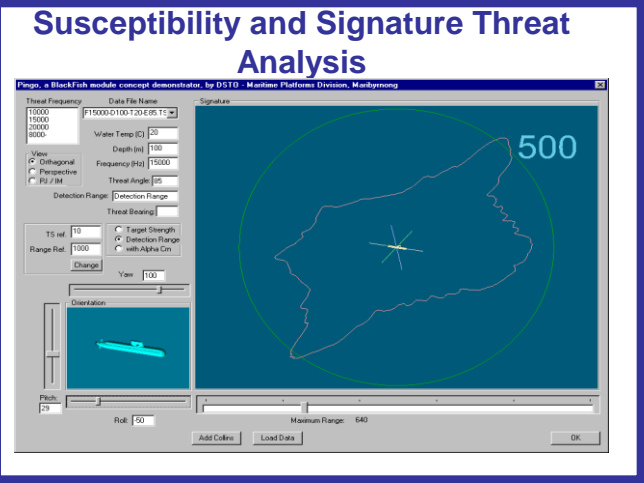 Susceptibility and Signature Threat
Analysis
Pingo, a BlackFish module concept demonstrator, by DSTO - Maritime Platforms Division, Maribyrnong
Threat Frequency
Data File Name
Signature
10000
15000
20000
8000-
F15000-D100-T20-E85.TS
Water Temp (C) 20
Depth (m) 100
Frequency (Hz) 15000
Threat Angle: 85
View
Orthogonal
Perspective
PJ / IM
Detection Range: Detection Range
Threat Bearing:
TS ref. 10
Range Ref. 1000
Change
Target Strength
Detection Range
with Alpha Crn
Yaw 100
Orientation
500
Pitch:
29
Roll: -50
Maximum Range: 640
Add Collins
Load Data
OK